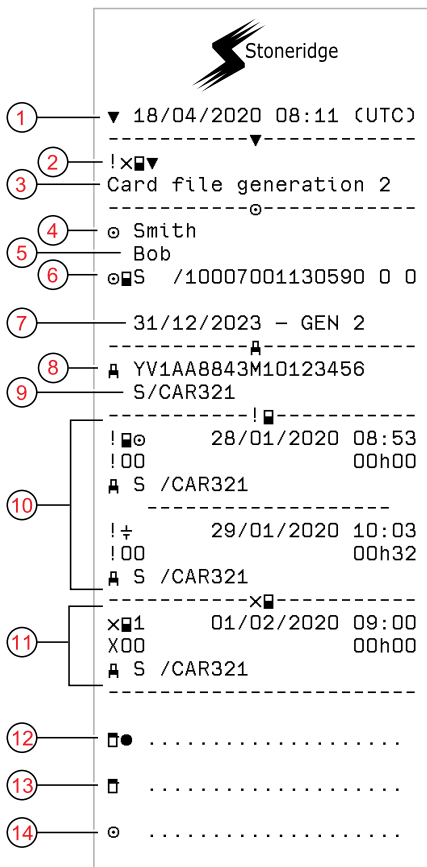 Stoneridge
1 ▼ 18/04/2020 08:11 (UTC)
2 !×▼
3 Card file generation 2
4 Smith
5 Bob
6 S /10007001130590 0 0
7 31/12/2023 – GEN 2
8 YV1AA8843M10123456
9 S/CAR321
!
10
! 28/01/2020 08:53
!00 00h00
S /CAR321
! 29/01/2020 10:03
!00 00h32
S /CAR321
×
11
×1 01/02/2020 09:00
X00 00h00
S /CAR321
12 ....................
13 ....................
14 ....................